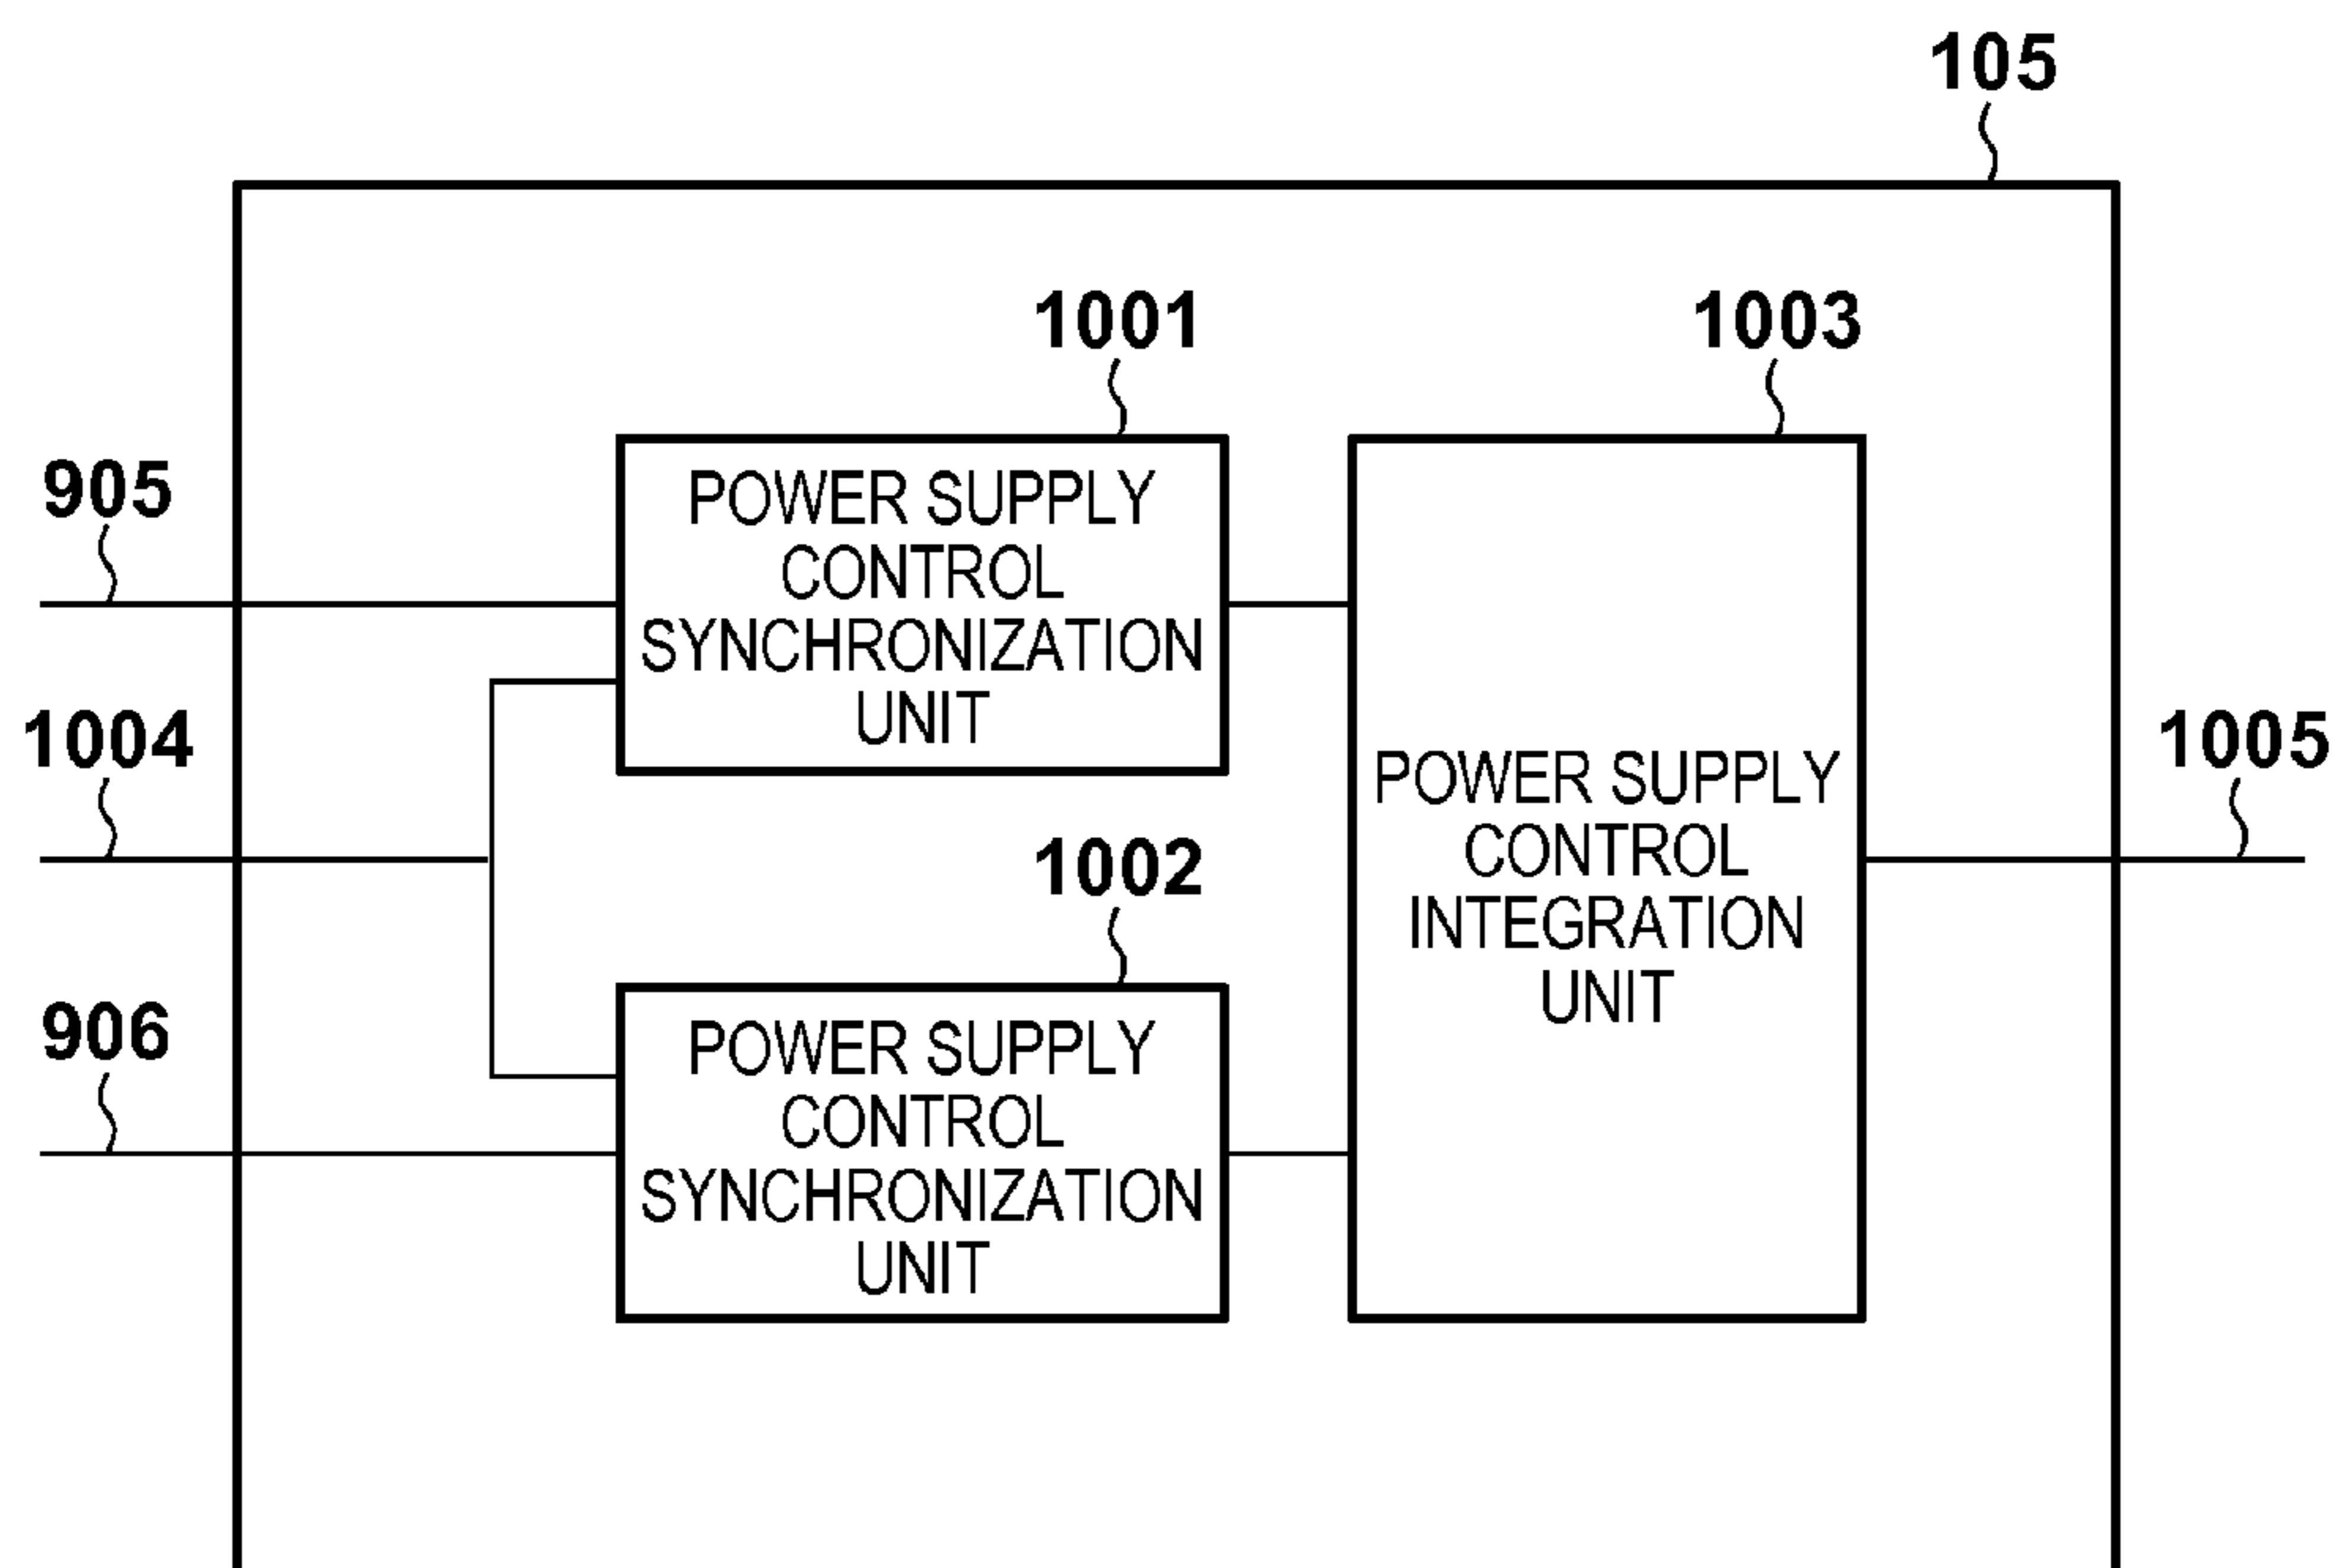 105
1001
1003
905
POWER SUPPLY
CONTROL
SYNCHRONIZATION
UNIT
1004
1005
POWER SUPPLY
CONTROL
INTEGRATION
UNIT
1002
906
POWER SUPPLY
CONTROL
SYNCHRONIZATION
UNIT